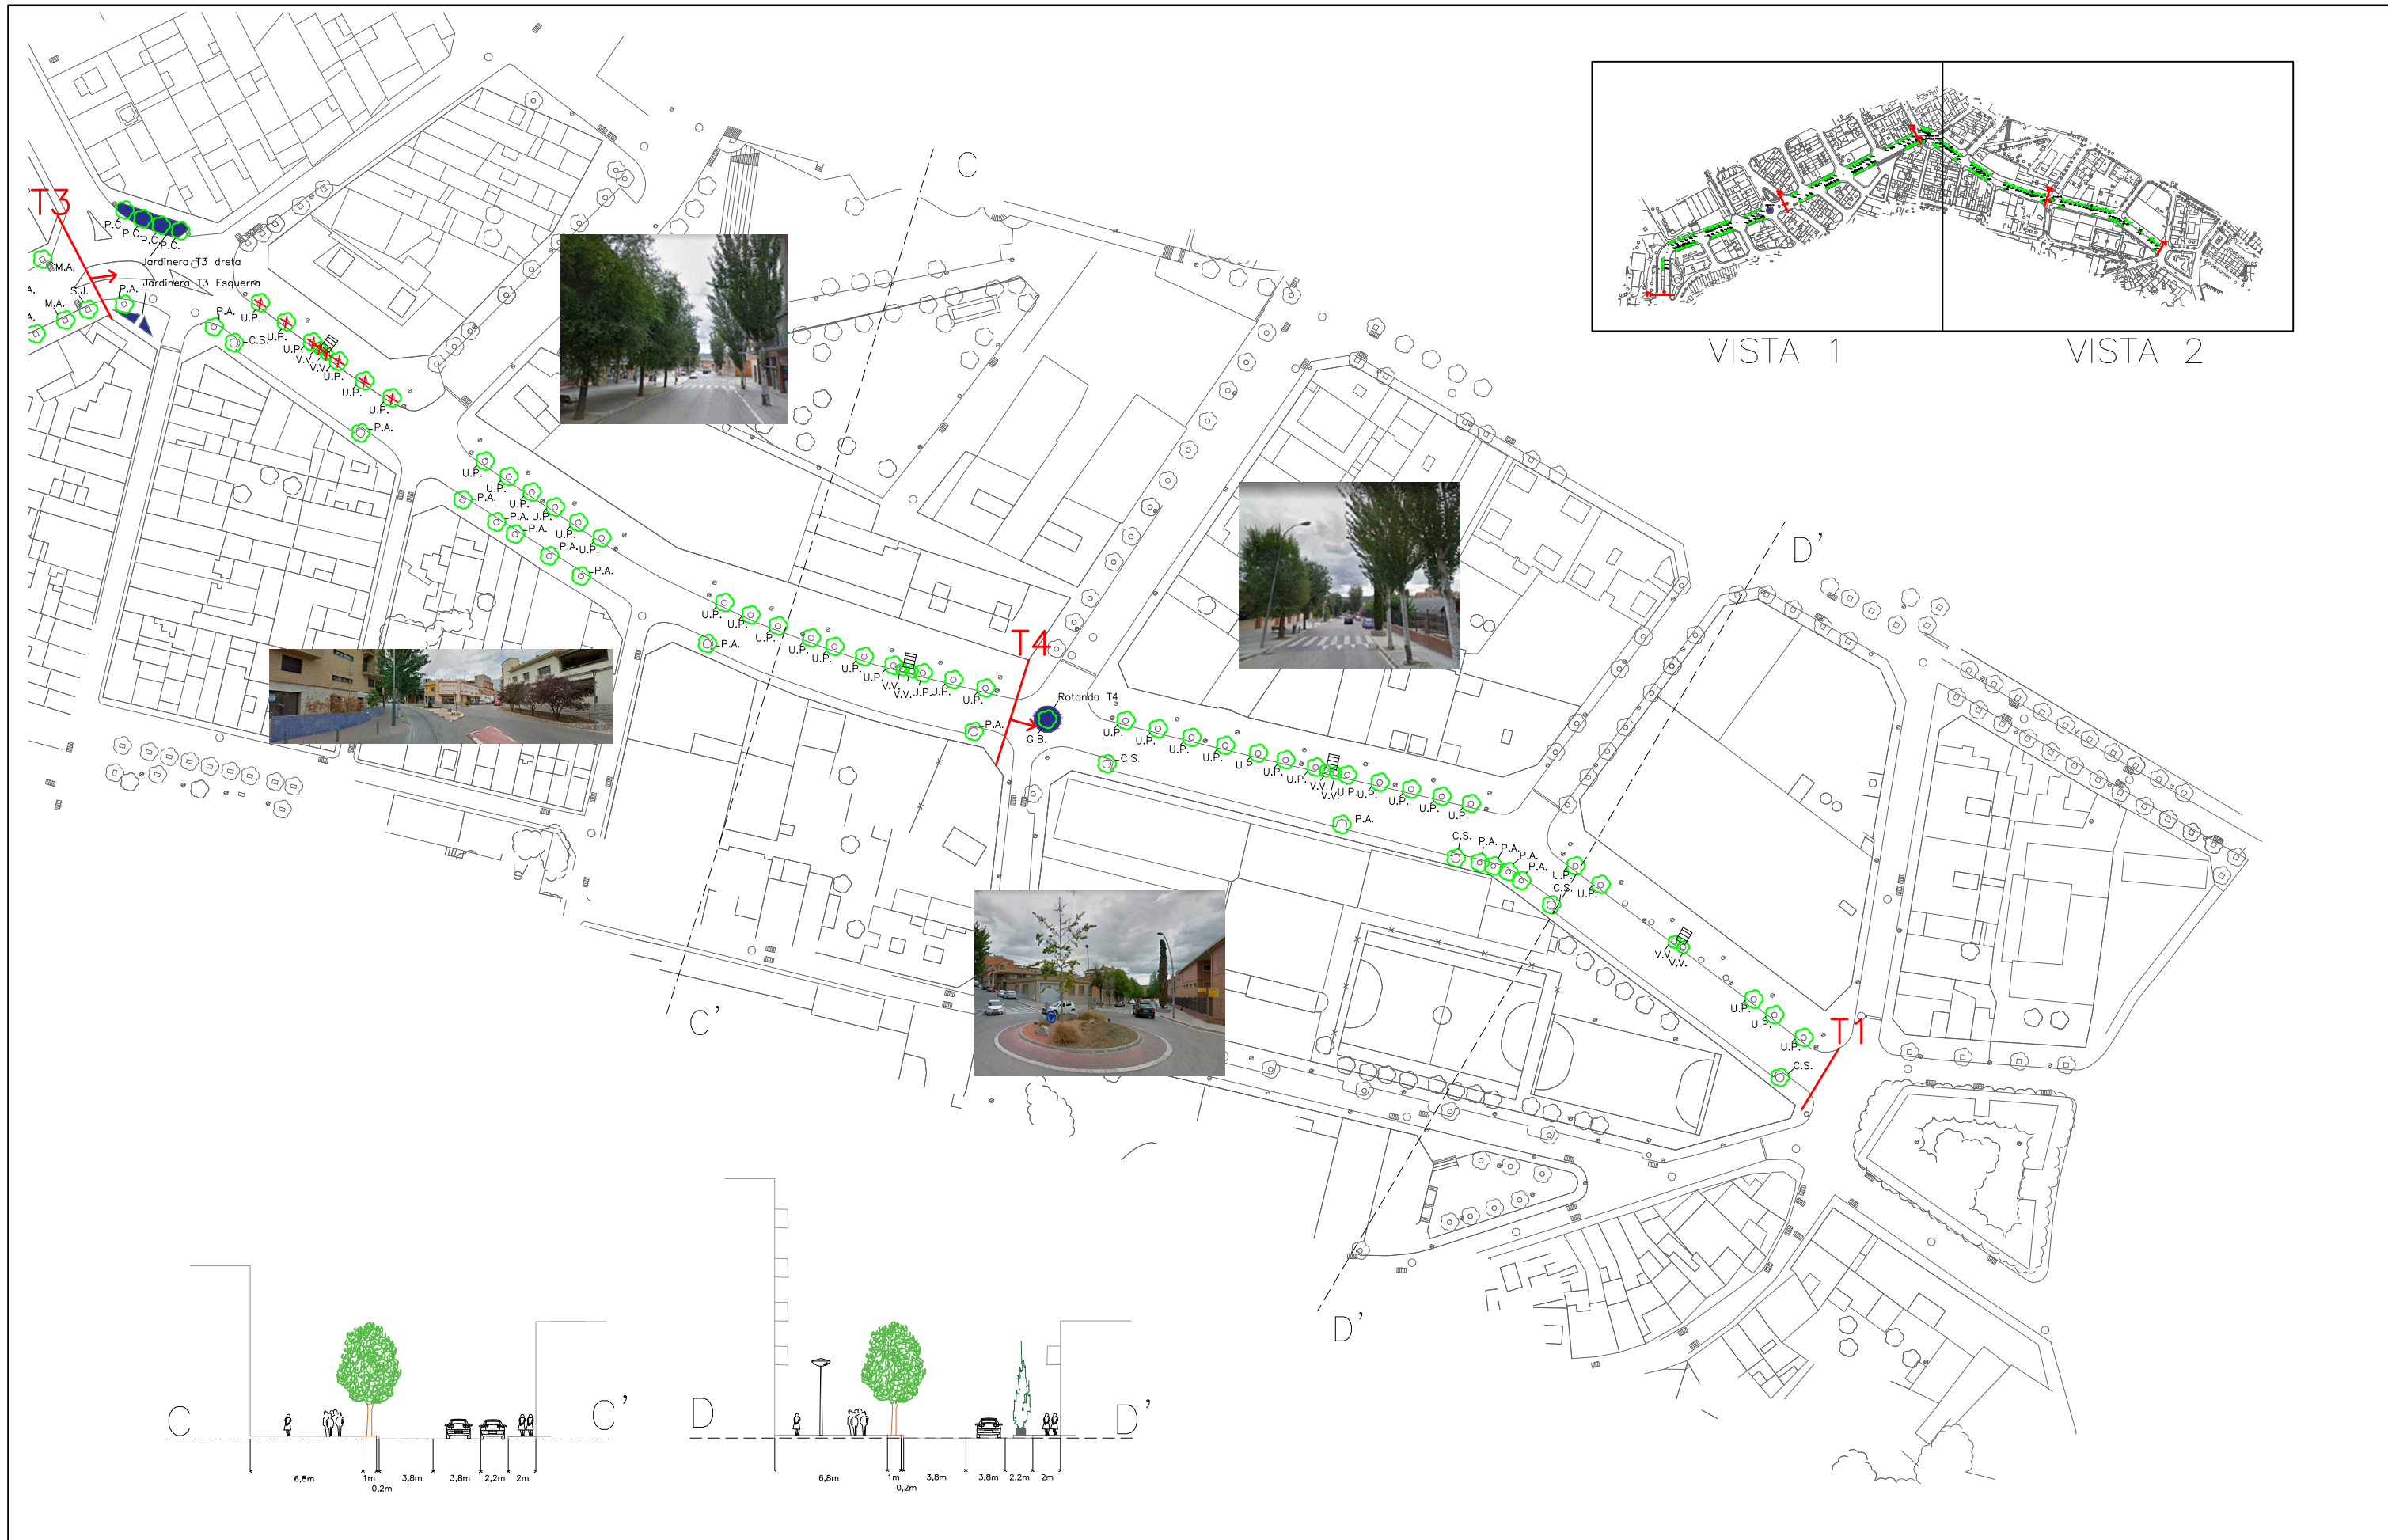 C
T3
VISTA 1
VISTA 2
P.C.
P.C.
P.C.
P.C.
Jardinera T3 dreta
Jardinera T3 Esquerra
M.A.
A.
S.J.
P.A.
M.A.
A.
P.A.
C.S.
U.P.
U.P.
U.P.
V.V.
V.V.
U.P.
U.P.
U.P.
P.A.
U.P.
U.P.
U.P.
U.P.
U.P.
U.P.
P.A.
P.A.
P.A.
P.A.
P.A.
D'
U.P.
U.P.
U.P.
U.P.
U.P.
U.P.
U.P.
V.V.
V.V.
U.P.
U.P.
U.P.
P.A.
P.A.
T4
Rotonda T4
G.B.
C.S.
U.P.
U.P.
U.P.
U.P.
U.P.
U.P.
U.P.
V.V.
V.V.
U.P.
U.P.
U.P.
U.P.
U.P.
P.A.
C.S.
P.A.
P.A.
P.A.
P.A.
C.S.
U.P.
U.P.
V.V.
V.V.
U.P.
U.P.
U.P.
T1
C.S.
C'
D'
C
C'
6,8m
1m
0,2m
3,8m
3,8m
2,2m
2m
D
D'
6,8m
1m
0,2m
3,8m
3,8m
2,2m
2m